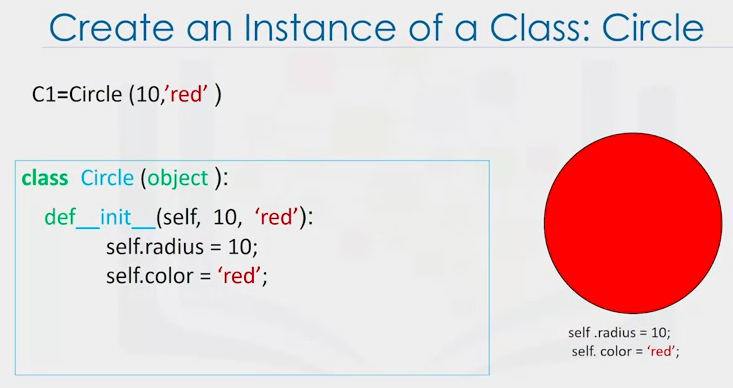 Create an Instance of a Class: Circle
C1=Circle (10,’red’ )
class Circle (object ):
def__init__(self, 10, ‘red’):
self.radius = 10;
self.color = ‘red’;
self .radius = 10;
self. color = ‘red’;